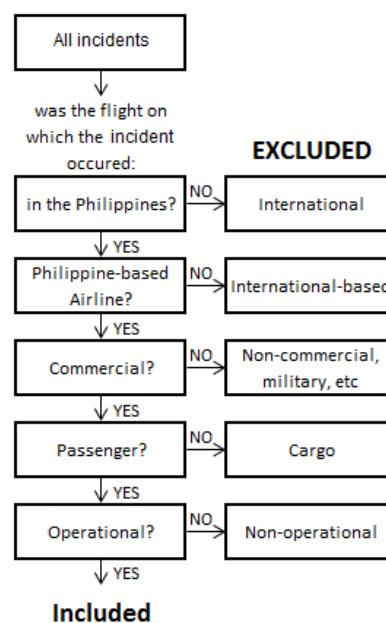 All incidents
was the flight on
which the incident
occured:
EXCLUDED
in the Philippines?
NO
International
YES
Philippine-based
Airline?
NO
International-based
YES
Commercial?
NO
Non-commercial,
military, etc
YES
Passenger?
NO
Cargo
YES
Operational?
NO
Non-operational
YES
Included